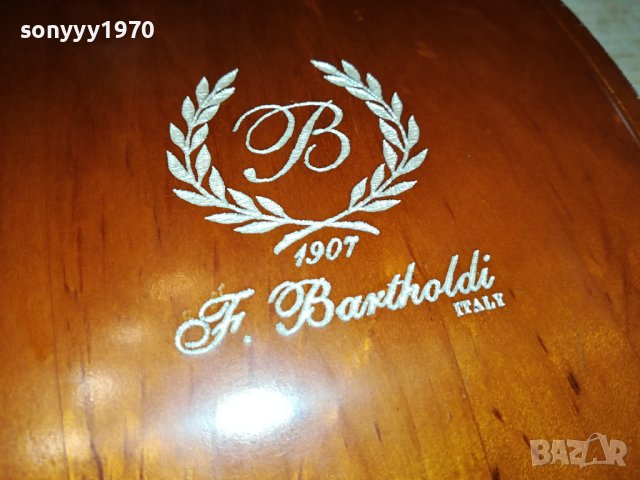 sonyyy1970
B
1907
F. Bartholdi
ITALY
BAZAR